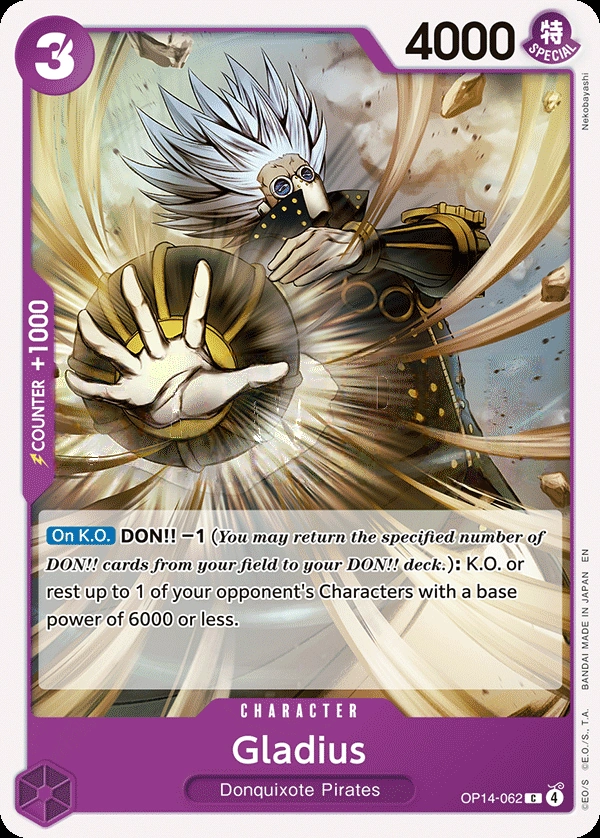 3
4000
特
SPECIAL
Nekobayashi
COUNTER +1000
On K.O. DON!! −1 (You may return the specified number of
DON!! cards from your field to your DON!! deck.): K.O. or
rest up to 1 of your opponent's Characters with a base
power of 6000 or less.
CHARACTER
Gladius
Donquixote Pirates
OP14-062 C 4
©E.O/S ©E.O./S., T.A. BANDAI MADE IN JAPAN EN